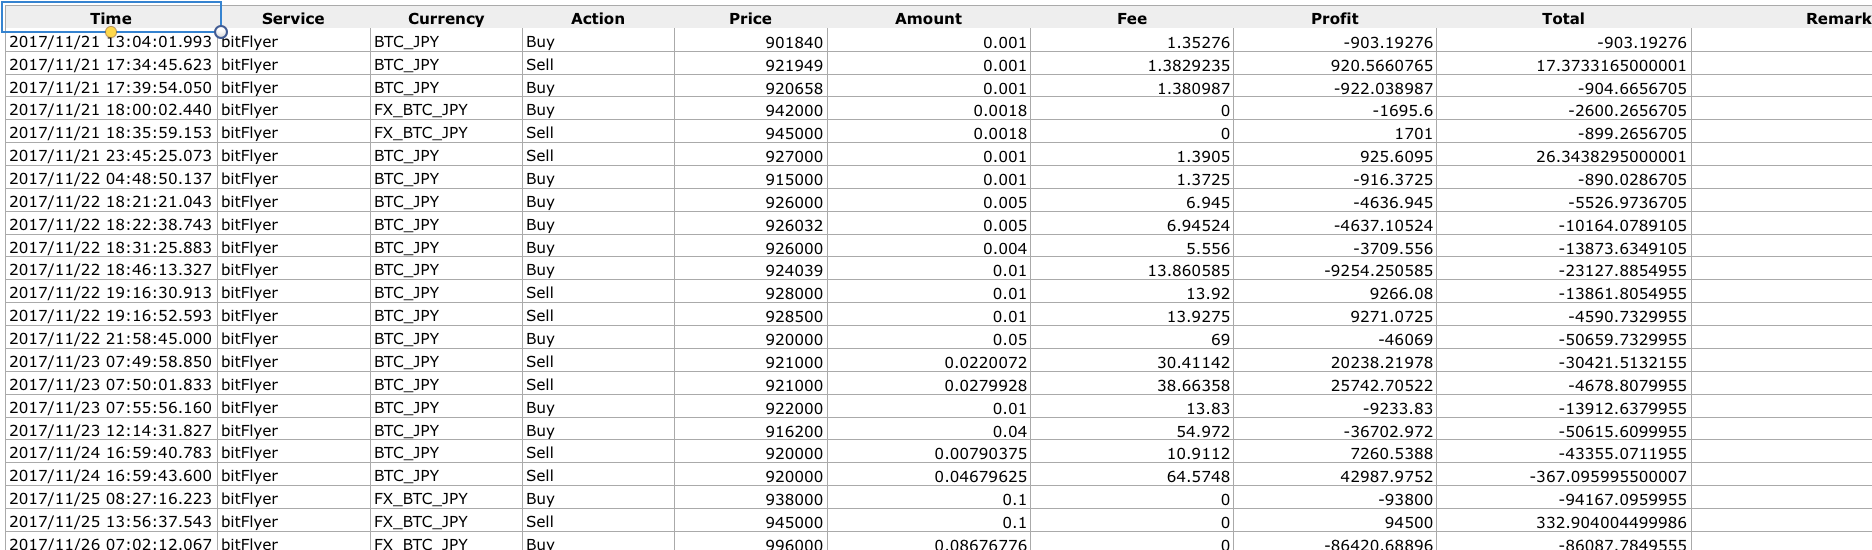 Time Service Currency Action Price Amount Fee Profit Total Remark
2017/11/21 13:04:01.993 bitFlyer BTC_JPY Buy 901840 0.001 1.35276 -903.19276 -903.19276
2017/11/21 17:34:45.623 bitFlyer BTC_JPY Sell 921949 0.001 1.3829235 920.5660765 17.3733165000001
2017/11/21 17:39:54.050 bitFlyer BTC_JPY Buy 920658 0.001 1.380987 -922.038987 -904.6656705
2017/11/21 18:00:02.440 bitFlyer FX_BTC_JPY Buy 942000 0.0018 0 -1695.6 -2600.2656705
2017/11/21 18:35:59.153 bitFlyer FX_BTC_JPY Sell 945000 0.0018 0 1701 -899.2656705
2017/11/21 23:45:25.073 bitFlyer BTC_JPY Sell 927000 0.001 1.3905 925.6095 26.3438295000001
2017/11/22 04:48:50.137 bitFlyer BTC_JPY Buy 915000 0.001 1.3725 -916.3725 -890.0286705
2017/11/22 18:21:21.043 bitFlyer BTC_JPY Buy 926000 0.005 6.945 -4636.945 -5526.9736705
2017/11/22 18:22:38.743 bitFlyer BTC_JPY Buy 926032 0.005 6.94524 -4637.10524 -10164.0789105
2017/11/22 18:31:25.883 bitFlyer BTC_JPY Buy 926000 0.004 5.556 -3709.556 -13873.6349105
2017/11/22 18:46:13.327 bitFlyer BTC_JPY Buy 924039 0.01 13.860585 -9254.250585 -23127.8854955
2017/11/22 19:16:30.913 bitFlyer BTC_JPY Sell 928000 0.01 13.92 9266.08 -13861.8054955
2017/11/22 19:16:52.593 bitFlyer BTC_JPY Sell 928500 0.01 13.9275 9271.0725 -4590.7329955
2017/11/22 21:58:45.000 bitFlyer BTC_JPY Buy 920000 0.05 69 -46069 -50659.7329955
2017/11/23 07:49:58.850 bitFlyer BTC_JPY Sell 921000 0.0220072 30.41142 20238.21978 -30421.5132155
2017/11/23 07:50:01.833 bitFlyer BTC_JPY Sell 921000 0.0279928 38.66358 25742.70522 -4678.8079955
2017/11/23 07:55:56.160 bitFlyer BTC_JPY Buy 922000 0.01 13.83 -9233.83 -13912.6379955
2017/11/23 12:14:31.827 bitFlyer BTC_JPY Buy 916200 0.04 54.972 -36702.972 -50615.6099955
2017/11/24 16:59:40.783 bitFlyer BTC_JPY Sell 920000 0.00790375 10.9112 7260.5388 -43355.0711955
2017/11/24 16:59:43.600 bitFlyer BTC_JPY Sell 920000 0.04679625 64.5748 42987.9752 -367.095995500007
2017/11/25 08:27:16.223 bitFlyer FX_BTC_JPY Buy 938000 0.1 0 -93800 -94167.0959955
2017/11/25 13:56:37.543 bitFlyer FX_BTC_JPY Sell 945000 0.1 0 94500 332.904004499986
2017/11/26 07:02:12.067 bitFlyer FX_BTC_JPY Buy 996000 0.08676776 0 -86420.68896 -86087.7849555